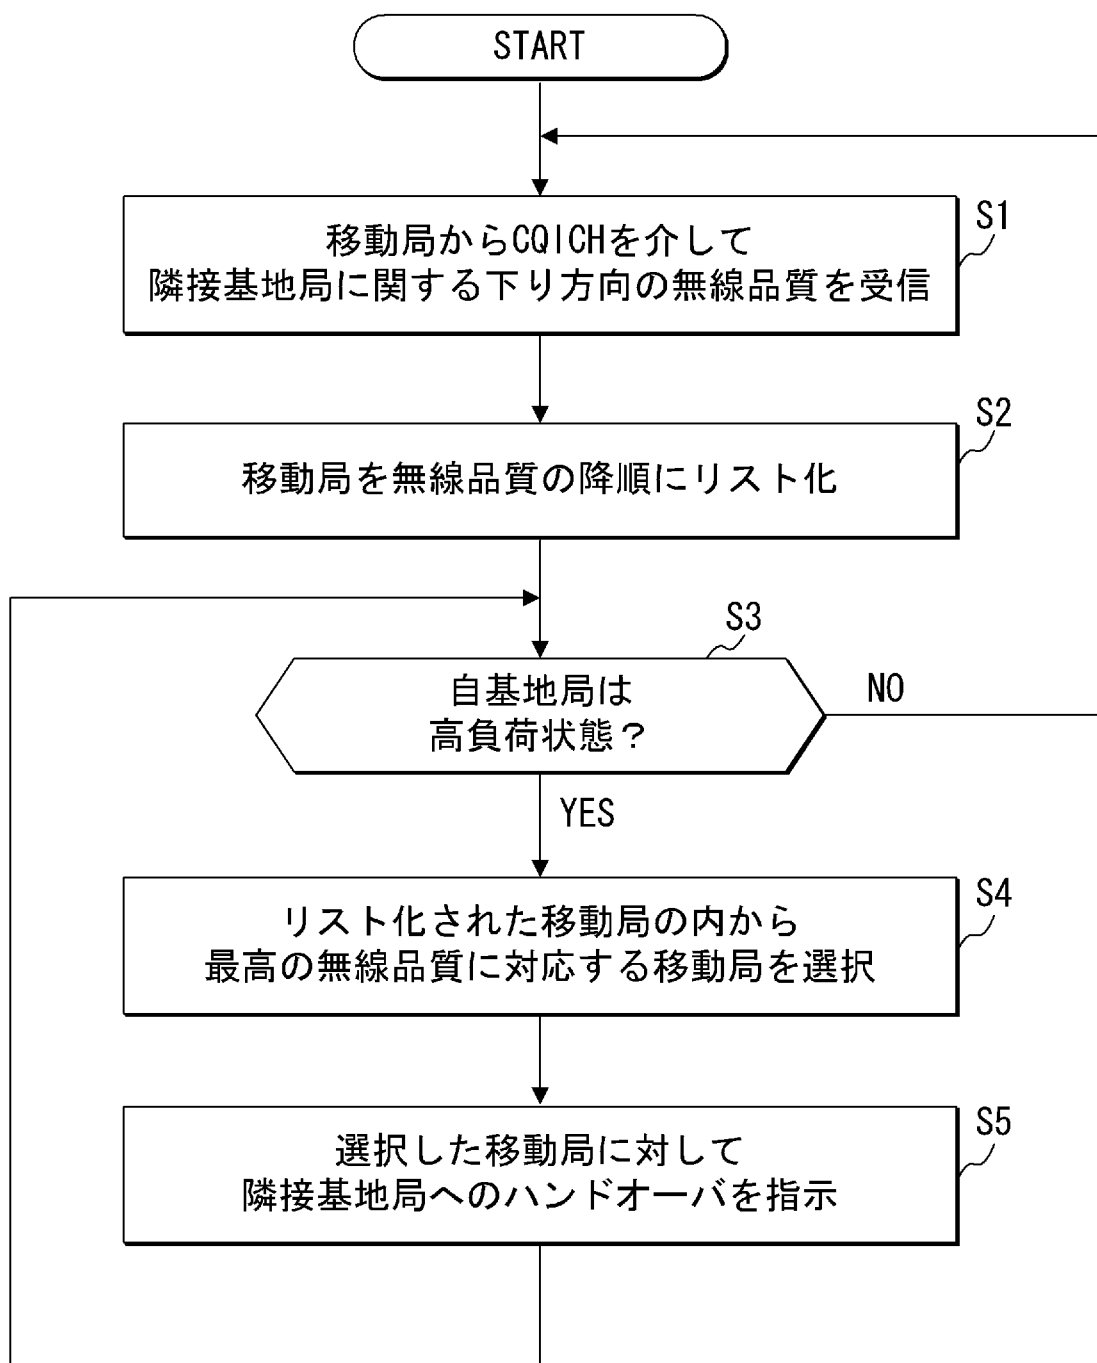 START
移動局からCQICHを介して
隣接基地局に関する下り方向の無線品質を受信
S1
移動局を無線品質の降順にリスト化
S2
自基地局は
高負荷状態？
S3
NO
YES
リスト化された移動局の内から
最高の無線品質に対応する移動局を選択
S4
選択した移動局に対して
隣接基地局へのハンドオーバを指示
S5